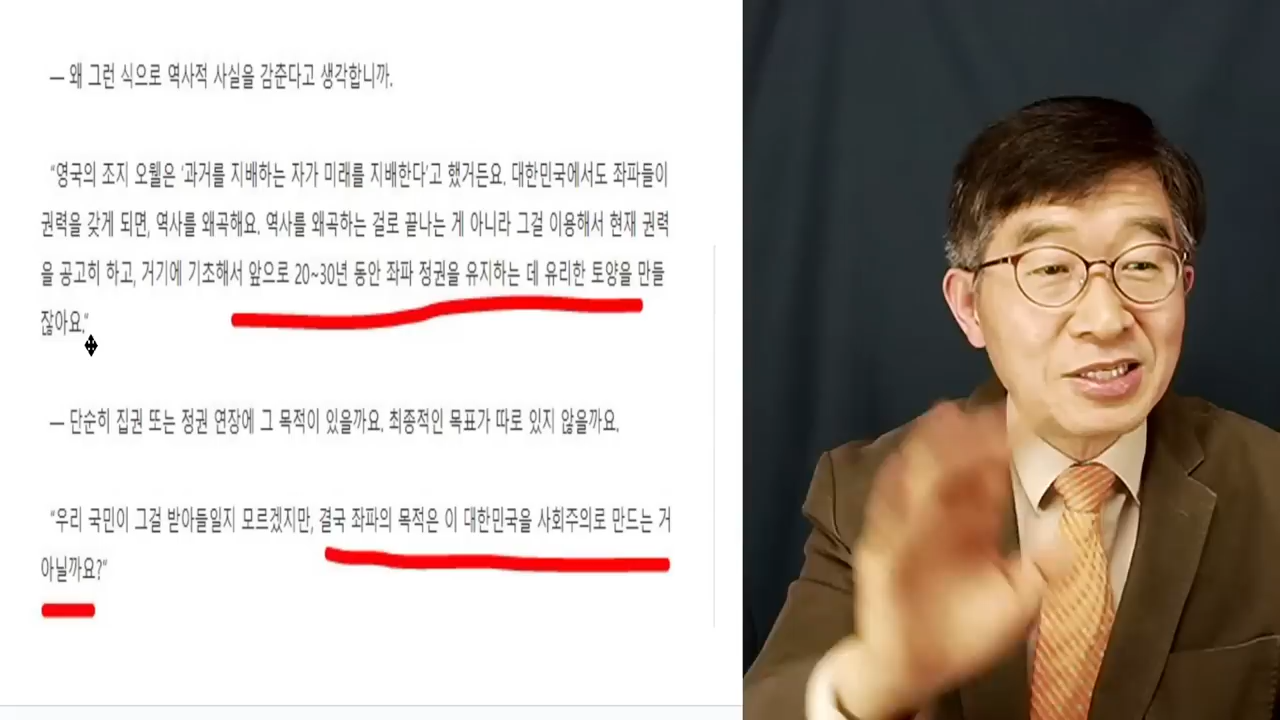 — 왜 그런 식으로 역사적 사실을 감춘다고 생각합니까.
“영국의 조지 오웰은 ‘과거를 지배하는 자가 미래를 지배한다’고 했거든요. 대한민국에서도 좌파들이
권력을 갖게 되면, 역사를 왜곡해요. 역사를 왜곡하는 걸로 끝나는 게 아니라 그걸 이용해서 현재 권력
을 공고히 하고, 거기에 기초해서 앞으로 20~30년 동안 좌파 정권을 유지하는 데 유리한 토양을 만들
잖아요.”
— 단순히 집권 또는 정권 연장에 그 목적이 있을까요. 최종적인 목표가 따로 있지 않을까요.
“우리 국민이 그걸 받아들일지 모르겠지만, 결국 좌파의 목적은 이 대한민국을 사회주의로 만드는 거
아닐까요?”